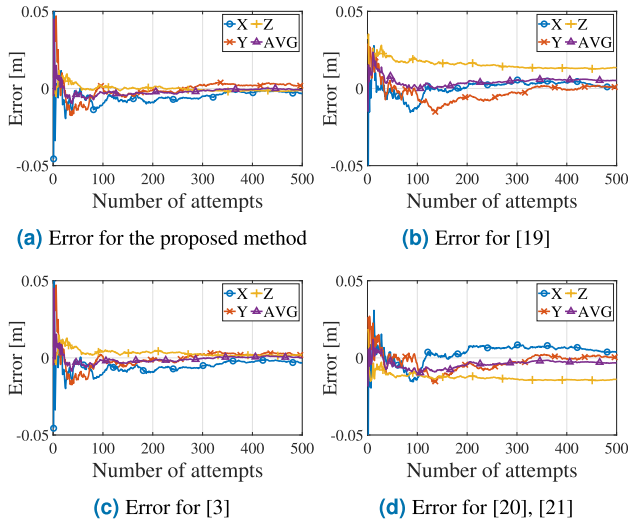 0.05
X Z
Y AVG
Error [m]
0
-0.05
0 100 200 300 400 500
Number of attempts
(a) Error for the proposed method
0.05
X Z
Y AVG
Error [m]
0
-0.05
0 100 200 300 400 500
Number of attempts
(b) Error for [19]
0.05
X Z
Y AVG
Error [m]
0
-0.05
0 100 200 300 400 500
Number of attempts
(c) Error for [3]
0.05
X Z
Y AVG
Error [m]
0
-0.05
0 100 200 300 400 500
Number of attempts
(d) Error for [20], [21]